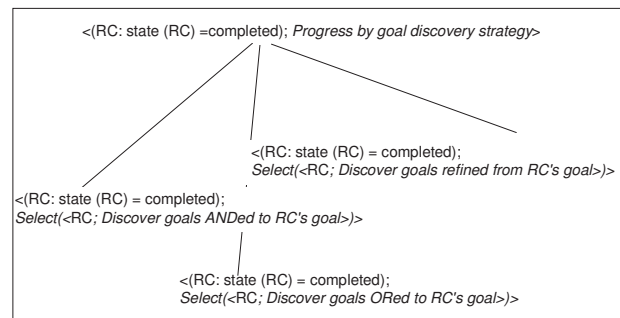 <(RC: state (RC) =completed); Progress by goal discovery strategy>
<(RC: state (RC) = completed);
Select(<RC; Discover goals refined from RC's goal>)>
<(RC: state (RC) = completed);
Select(<RC; Discover goals ANDed to RC's goal>)>
<(RC: state (RC) = completed);
Select(<RC; Discover goals ORed to RC's goal>)>